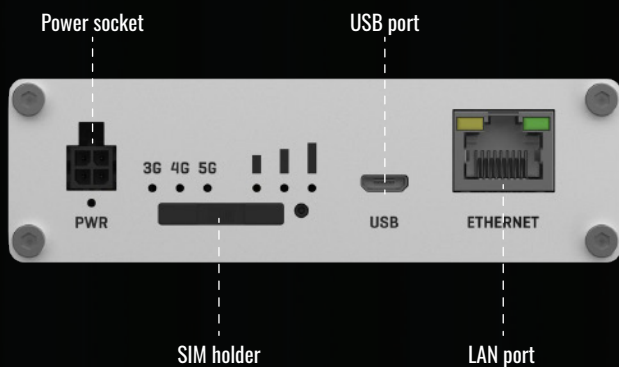 Power socket
USB port
3G 4G 5G
PWR
USB
ETHERNET
SIM holder
LAN port